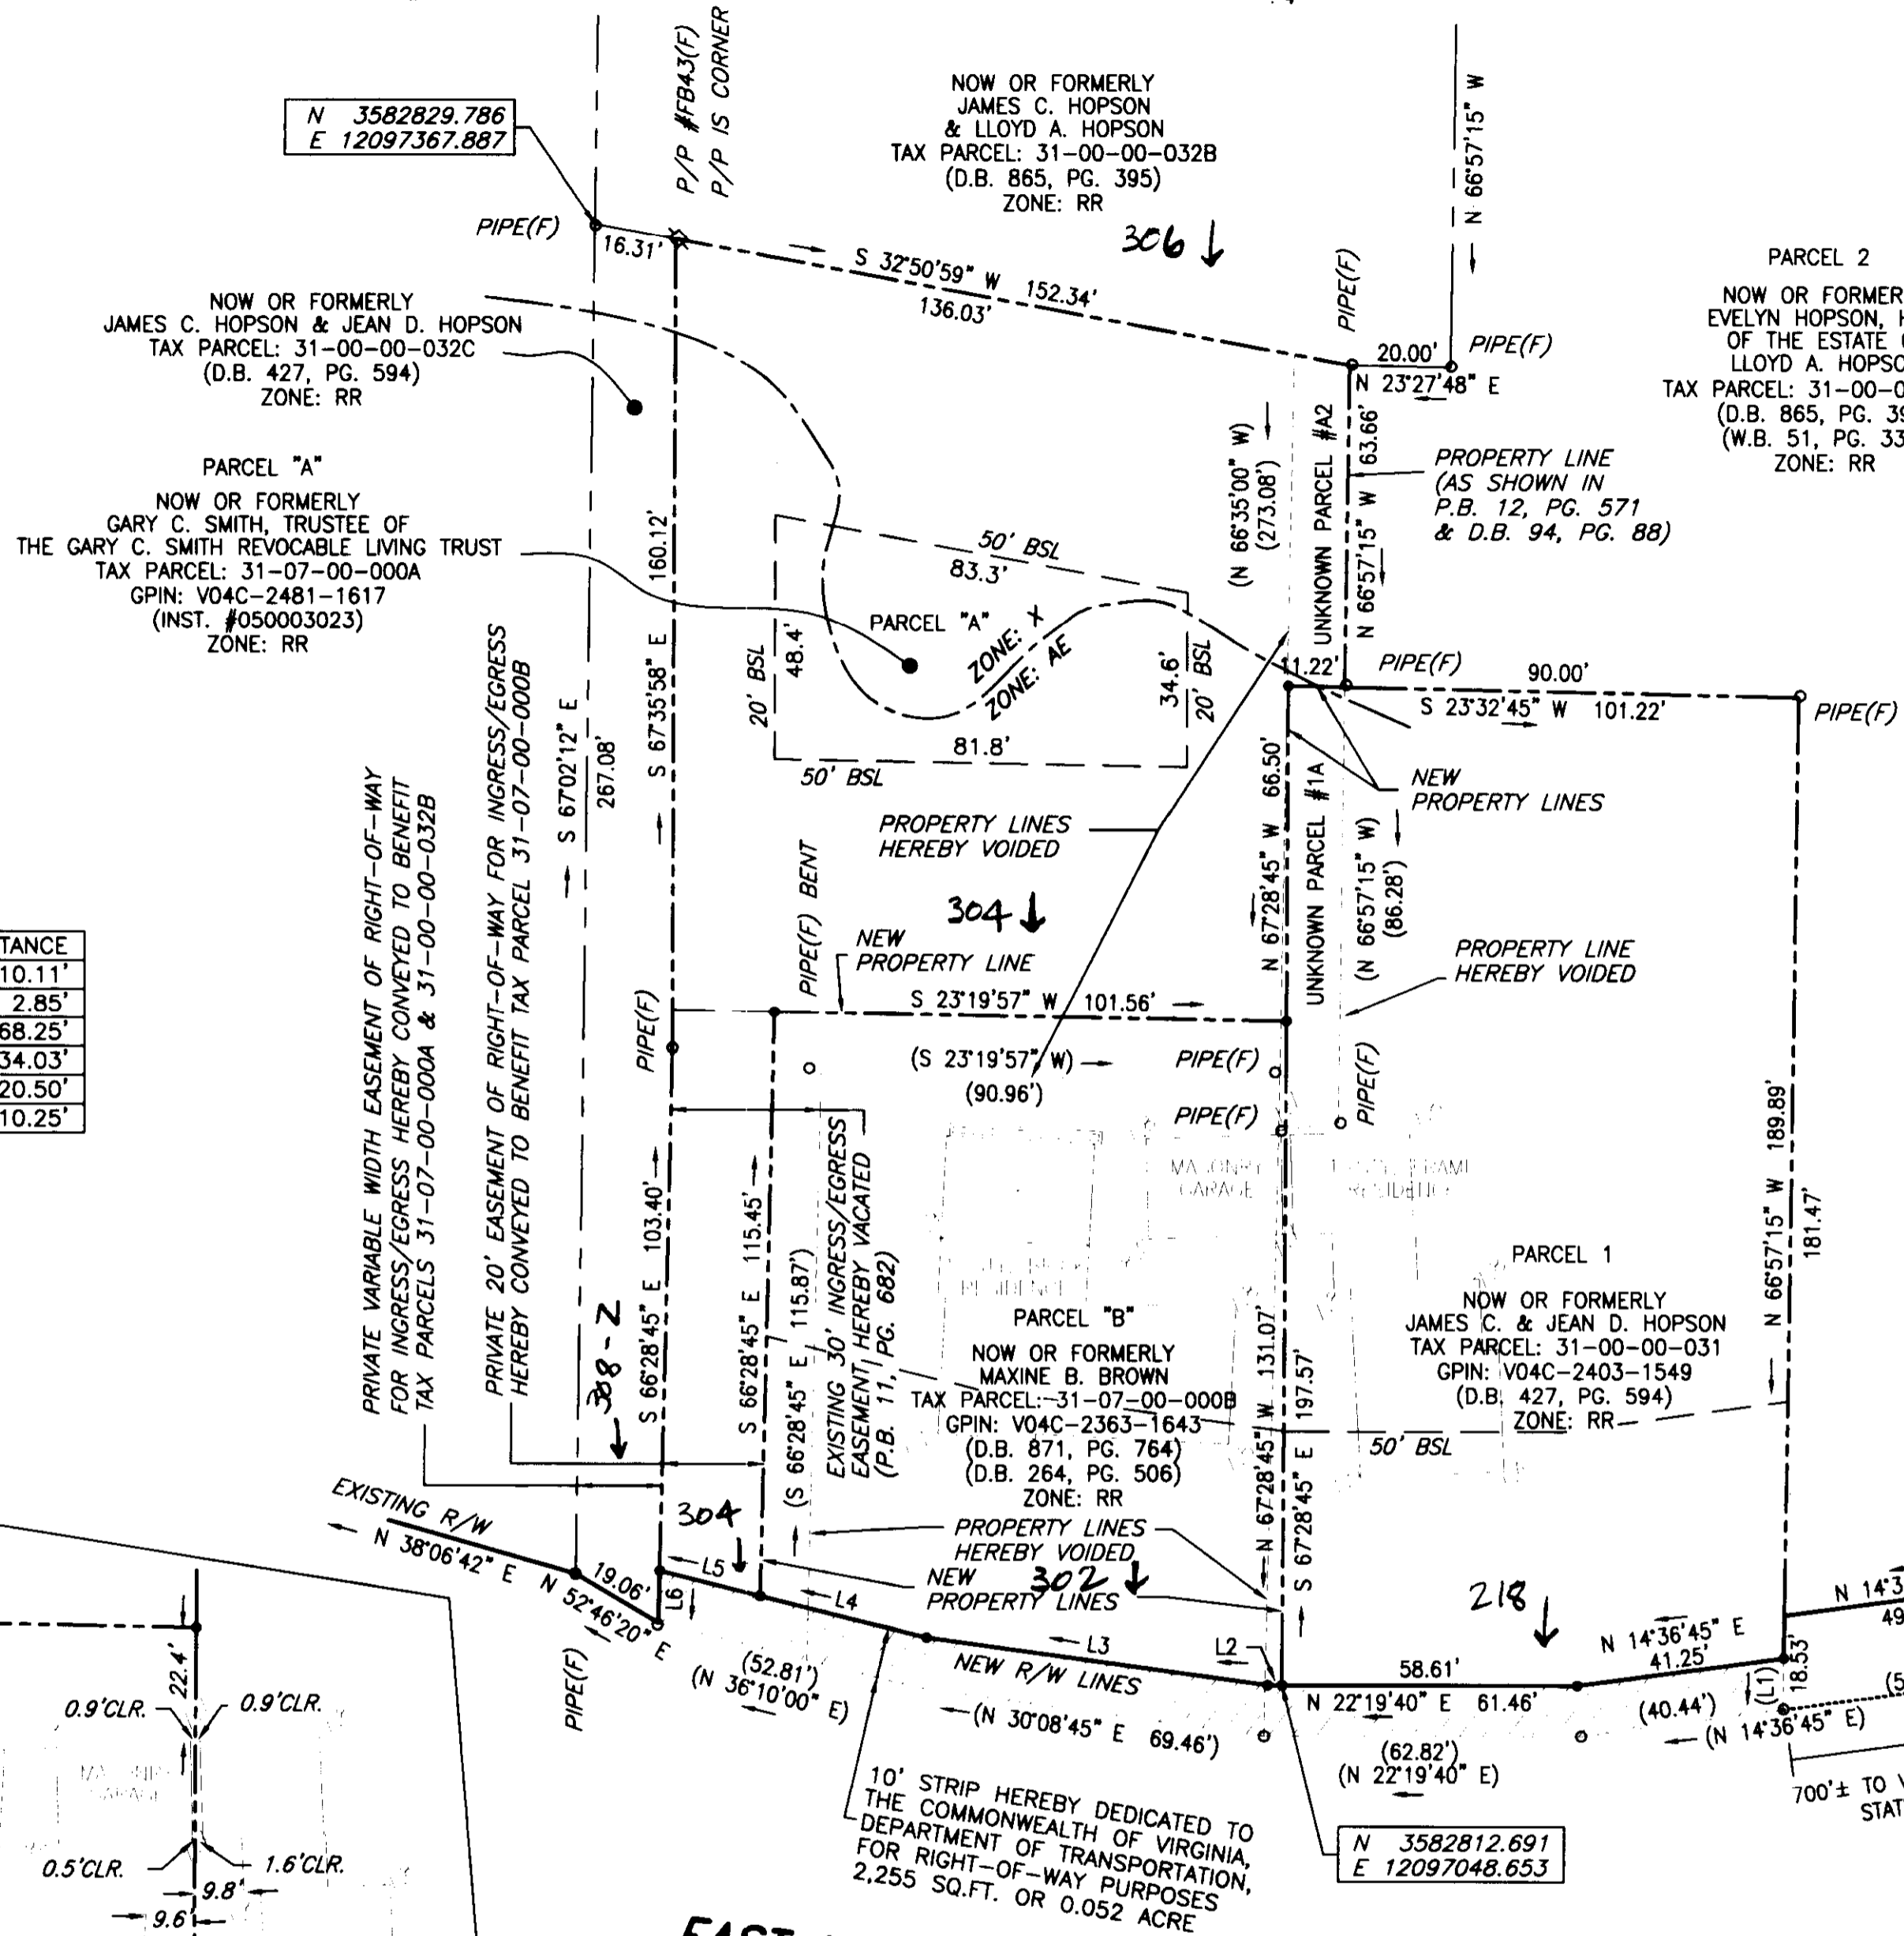 P/P #FB43(F)
P/P IS CORNER
N 3582829.786
E 12097367.887
NOW OR FORMERLY
JAMES C. HOPSON
& LLOYD A. HOPSON
TAX PARCEL: 31-00-00-032B
(D.B. 865, PG. 395)
ZONE: RR
306
N 66°57'15" W
PIPE(F)
16.31'
S 32°50'59" W 152.34'
136.03'
PIPE(F)
20.00'
PIPE(F)
N 23°27'48" E
PARCEL 2
NOW OR FORMER
EVELYN HOPSON, H
OF THE ESTATE
LLOYD A. HOPSO
TAX PARCEL: 31-00-0
(D.B. 865, PG. 39
(W.B. 51, PG. 33
ZONE: RR
NOW OR FORMERLY
JAMES C. HOPSON & JEAN D. HOPSON
TAX PARCEL: 31-00-00-032C
(D.B. 427, PG. 594)
ZONE: RR
PARCEL "A"
NOW OR FORMERLY
GARY C. SMITH, TRUSTEE OF
THE GARY C. SMITH REVOCABLE LIVING TRUST
TAX PARCEL: 31-07-00-000A
GPIN: V04C-2481-1617
(INST. #050003023)
ZONE: RR
S 67°02'12" E
267.08'
S 67°35'58" E 160.12'
50' BSL
83.3'
20' BSL
48.4'
PARCEL "A"
ZONE: X
ZONE: AE
34.6'
20' BSL
81.8'
50' BSL
(N 66°35'00" W)
(273.08')
UNKNOWN PARCEL #A2
N 66°57'15" W 63.66'
PROPERTY LINE
(AS SHOWN IN
P.B. 12, PG. 571
& D.B. 94, PG. 88)
11.22'
PIPE(F)
90.00'
S 23°32'45" W 101.22'
PIPE(F)
NEW
PROPERTY LINES
PROPERTY LINES
HEREBY VOIDED
304
N 67°28'45" W 66.50'
UNKNOWN PARCEL #1A
(N 66°57'15" W)
(86.28')
PROPERTY LINE
HEREBY VOIDED
TANCE
10.11'
2.85'
68.25'
34.03'
20.50'
10.25'
PRIVATE VARIABLE WIDTH EASEMENT OF RIGHT-OF-WAY
FOR INGRESS/EGRESS HEREBY CONVEYED TO BENEFIT
TAX PARCELS 31-07-00-000A & 31-00-00-032B
PRIVATE 20' EASEMENT OF RIGHT-OF-WAY FOR INGRESS/EGRESS
HEREBY CONVEYED TO BENEFIT TAX PARCEL 31-07-00-000B
PIPE(F)
PIPE(F) BENT
NEW
PROPERTY LINE
S 23°19'57" W 101.56'
(S 23°19'57" W)
(90.96')
PIPE(F)
PIPE(F)
PIPE(F)
S 66°28'45" E 103.40'
S 66°28'45" E 115.45'
(S 66°28'45" E 115.87')
EXISTING 30' INGRESS/EGRESS
EASEMENT HEREBY VACATED
(P.B. 11, PG. 682)
MASONRY
GARAGE
RESIDENCE
RESIDENCE
308-2
PARCEL "B"
NOW OR FORMERLY
MAXINE B. BROWN
TAX PARCEL: 31-07-00-000B
GPIN: V04C-2363-1643
(D.B. 871, PG. 764)
(D.B. 264, PG. 506)
ZONE: RR
N 67°28'45" W 131.07'
S 67°28'45" E 197.57'
PARCEL 1
NOW OR FORMERLY
JAMES C. & JEAN D. HOPSON
TAX PARCEL: 31-00-00-031
GPIN: V04C-2403-1549
(D.B. 427, PG. 594)
ZONE: RR
50' BSL
N 66°57'15" W 189.89'
181.47'
EXISTING R/W
N 38°06'42" E
19.06'
N 52°46'20" E
PIPE(F)
304
L5
L6
L4
PROPERTY LINES
HEREBY VOIDED
NEW
PROPERTY LINES
302
218
L3
L2
NEW R/W LINES
(52.81')
(N 36°10'00" E)
(N 30°08'45" E 69.46')
58.61'
N 22°19'40" E 61.46'
(62.82')
(N 22°19'40" E)
N 14°36'45" E
41.25'
(40.44')
(N 14°36'45" E)
(L1)
18.53'
N 14°3
49
(5
700'± TO
STAT
10' STRIP HEREBY DEDICATED TO
THE COMMONWEALTH OF VIRGINIA,
DEPARTMENT OF TRANSPORTATION,
FOR RIGHT-OF-WAY PURPOSES
2,255 SQ.FT. OR 0.052 ACRE
N 3582812.691
E 12097048.653
22.4'
0.9'CLR.
0.9'CLR.
GARAGE
0.5'CLR.
1.6'CLR.
9.8'
9.6'
EAST